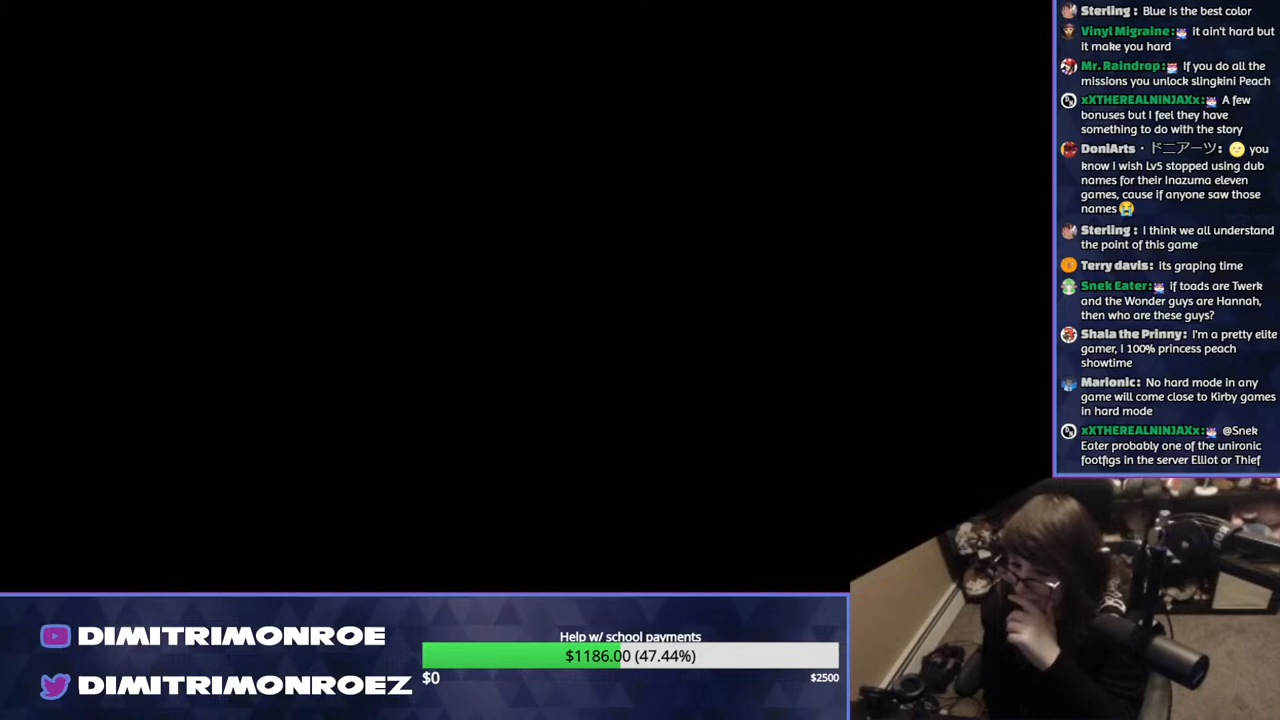 Sterling : Blue is the best color
Vinyl Migraine: it ain't hard but
it make you hard
Mr. Raindrop: If you do all the
missions you unlock slingkini Peach
xXTHEREALNINJAXx: A few
bonuses but I feel they have
something to do with the story
DoniArts・ドニアーツ: 🌝 you
know I wish Lv5 stopped using dub
names for their Inazuma eleven
games, cause if anyone saw those
names😭
Sterling : I think we all understand
the point of this game
Terry davis: its graping time
Snek Eater: if toads are Twerk
and the Wonder guys are Hannah,
then who are these guys?
Shala the Prinny: I'm a pretty elite
gamer, I 100% princess peach
showtime
Marionic: No hard mode in any
game will come close to Kirby games
in hard mode
xXTHEREALNINJAXx: @Snek
Eater probably one of the unironic
footfigs in the server Elliot or Thief
DIMITRIMONROE
DIMITRIMONROEZ
Help w/ school payments
$1186.00 (47.44%)
$0
$2500